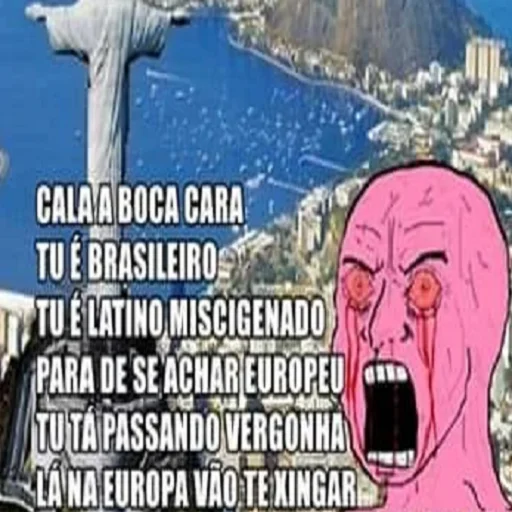 CALA A BOCA CARA
TU É BRASILEIRO
TU É LATINO MISCIGENADO
PARA DE SE ACHAR EUROPEU
TU TÁ PASSANDO VERGONHA
LÁ NA EUROPA VÃO TE XINGAR